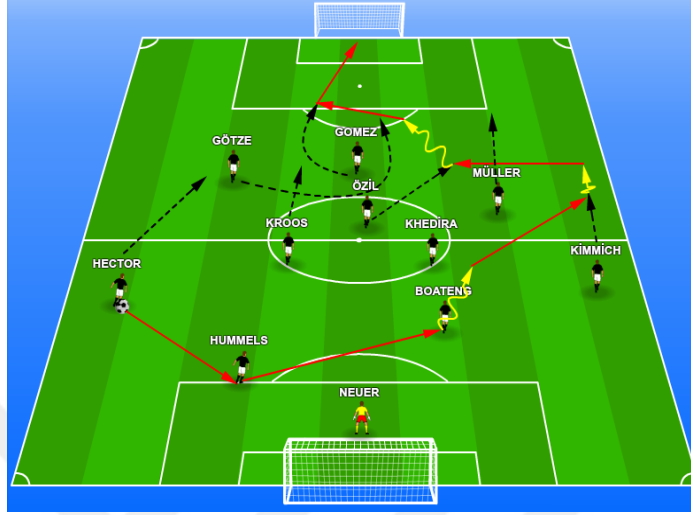 GOMEZ
GÖTZE
MÜLLER
ÖZİL
KROOS
KHEDİRA
KİMMİCH
HECTOR
BOATENG
HUMMELS
NEUER